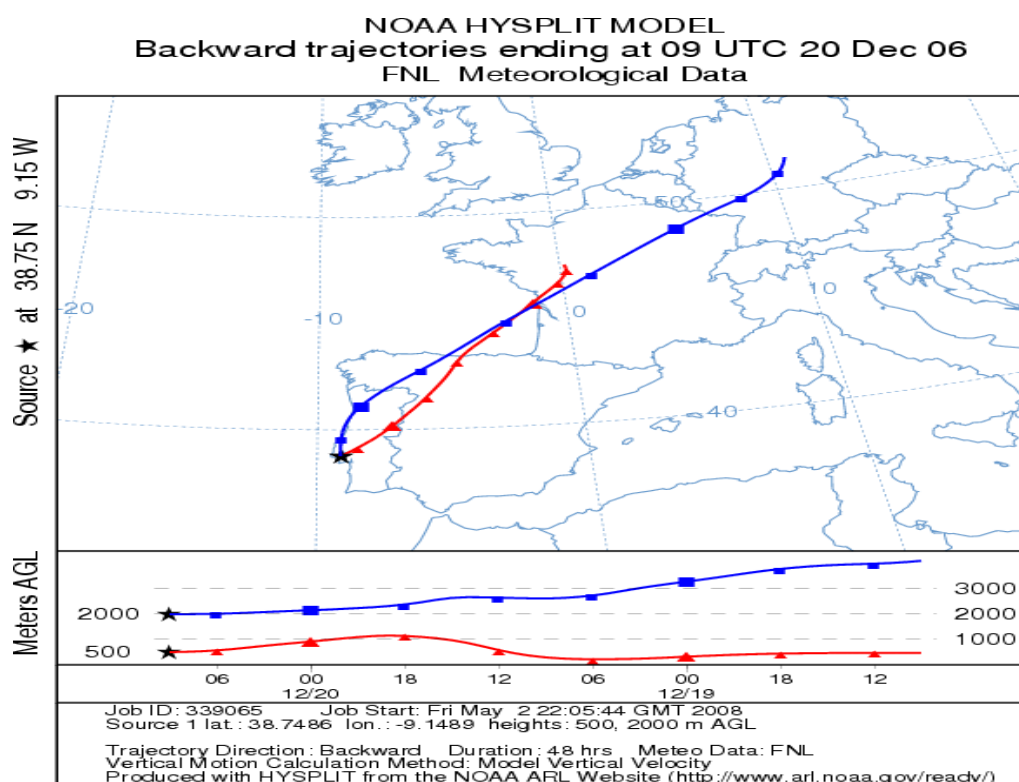 NOAA HYSPLIT MODEL
Backward trajectories ending at 09 UTC 20 Dec 06
FNL Meteorological Data
Source ★ at 38.75 N 9.15 W
-20
-10
0
10
50
40
5
Meters AGL
2000
500
3000
2000
1000
06 00 18 12 06 00 18 12
12/20 12/19
Job ID: 339065 Job Start: Fri May 2 22:05:44 GMT 2008
Source 1 lat.: 38.7486 lon.: -9.1489 heights: 500, 2000 m AGL
Trajectory Direction: Backward Duration: 48 hrs Meteo Data: FNL
Vertical Motion Calculation Method: Model Vertical Velocity
Produced with HYSPLIT from the NOAA ARL Website (http://www.arl.noaa.gov/ready/)